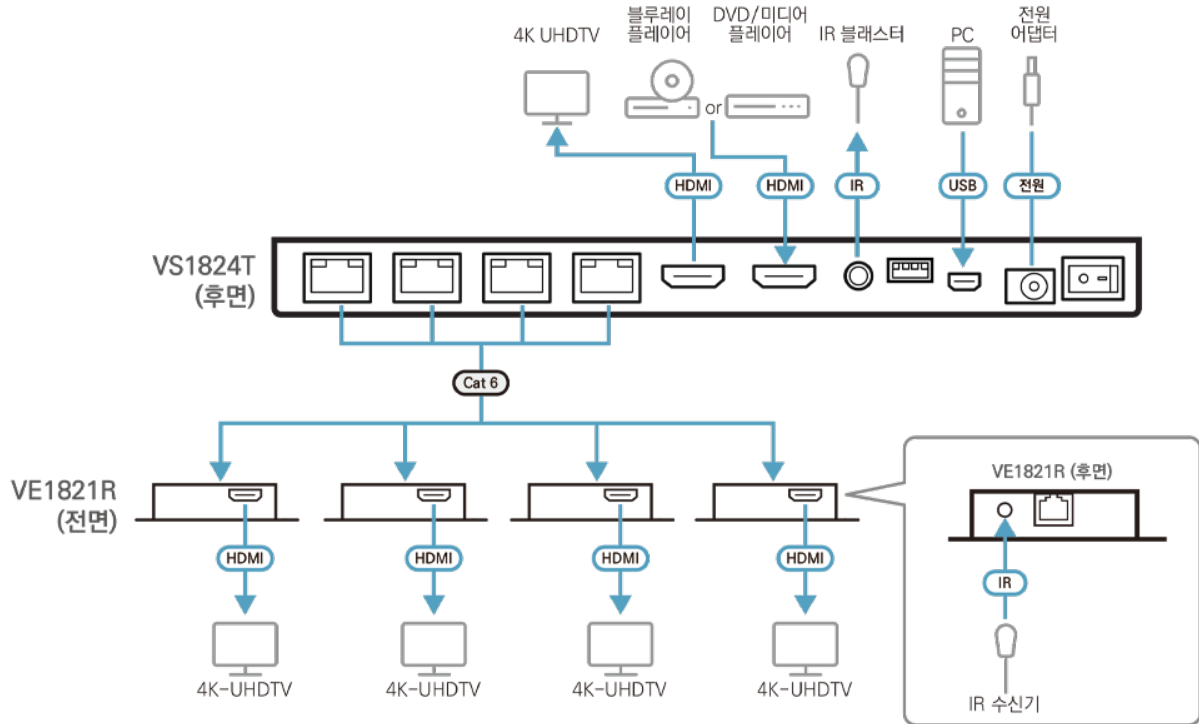 4K UHDTV
블루레이
플레이어
or
DVD/미디어
플레이어
IR 블래스터
PC
전원
어댑터
HDMI
HDMI
IR
USB
전원
VS1824T
(후면)
Cat 6
VE1821R
(전면)
HDMI
HDMI
HDMI
HDMI
4K-UHDTV
4K-UHDTV
4K-UHDTV
4K-UHDTV
VE1821R (후면)
IR
IR 수신기